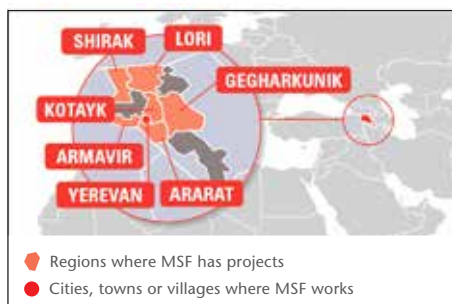 SHIRAK
LORI
GEGHARKUNIK
KOTAYK
ARMAVIR
YEREVAN
ARARAT
Regions where MSF has projects
Cities, towns or villages where MSF works